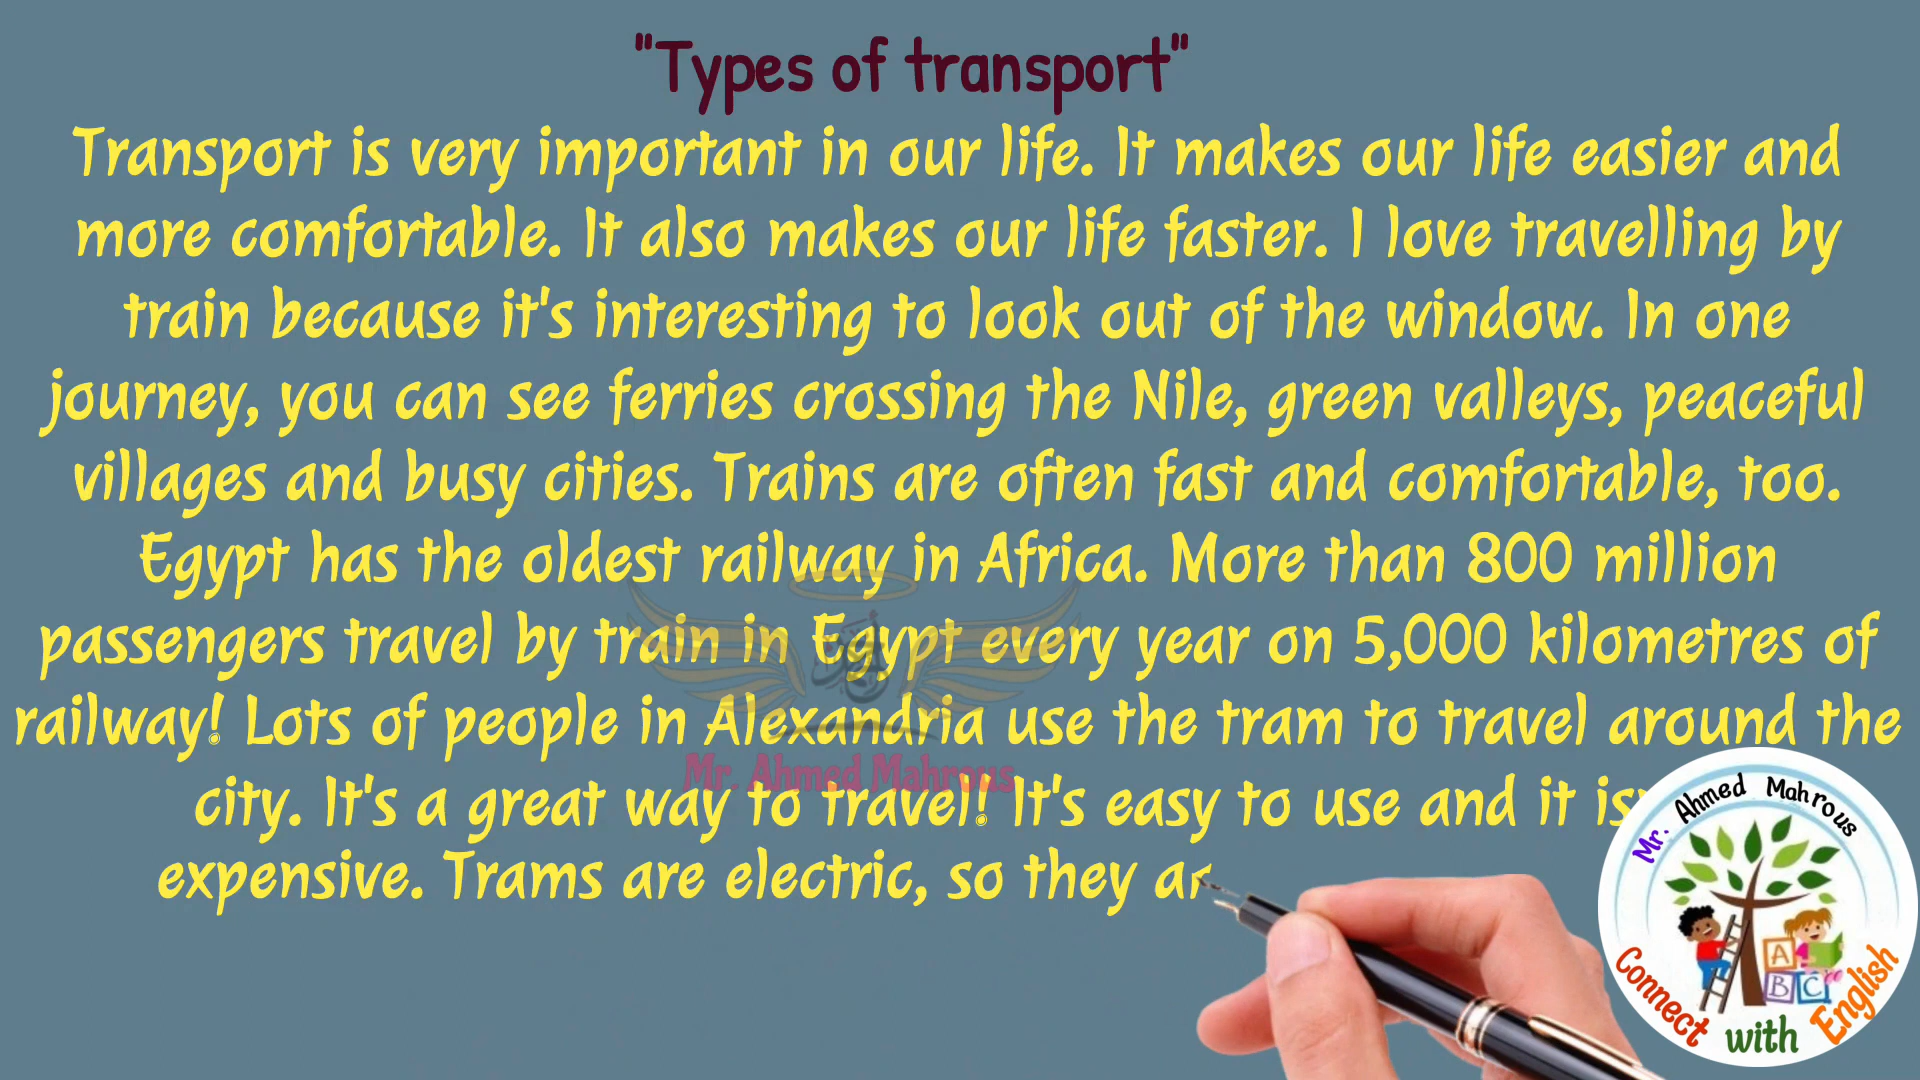 "Types of transport"
Transport is very important in our life. It makes our life easier and
more comfortable. It also makes our life faster. I love travelling by
train because it's interesting to look out of the window. In one
journey, you can see ferries crossing the Nile, green valleys, peaceful
villages and busy cities. Trains are often fast and comfortable, too.
Egypt has the oldest railway in Africa. More than 800 million
passengers travel by train in Egypt every year on 5,000 kilometres of
railway! Lots of people in Alexandria use the tram to travel around the
city. It's a great way to travel! It's easy to use and it
expensive. Trams are electric, so they
Mr. Ahmed Mahrous
Mr. Ahmed Mahrous
A
B C
Connect with English